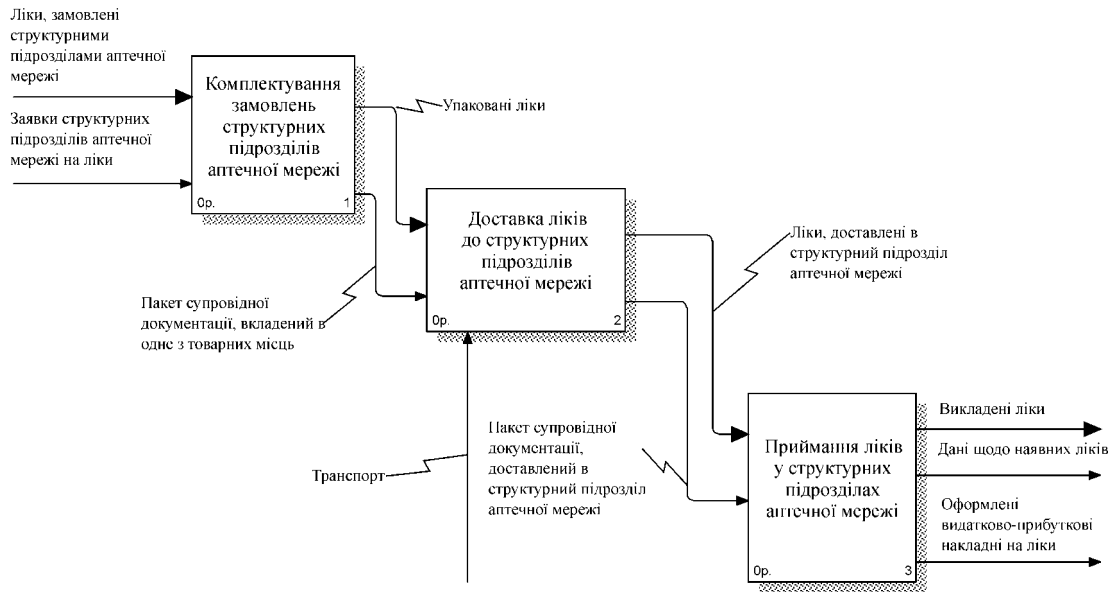 Ліки, замовлені
структурними
підрозділами аптечної
мережі
Заявки структурних
підрозділів аптечної
мережі на ліки
Комплектування
замовлень
структурних
підрозділів
аптечної мережі
0р.
1
Упаковані ліки
Пакет супровідної
документації, вкладений в
одне з товарних місць
Доставка ліків
до структурних
підрозділів
аптечної мережі
0р.
2
Ліки, доставлені в
структурний підрозділ
аптечної мережі
Транспорт
Пакет супровідної
документації,
доставлений в
структурний підрозділ
аптечної мережі
Приймання ліків
у структурних
підрозділах
аптечної мережі
0р.
3
Викладені ліки
Дані щодо наявних ліків
Оформлені
видатково-прибуткові
накладні на ліки